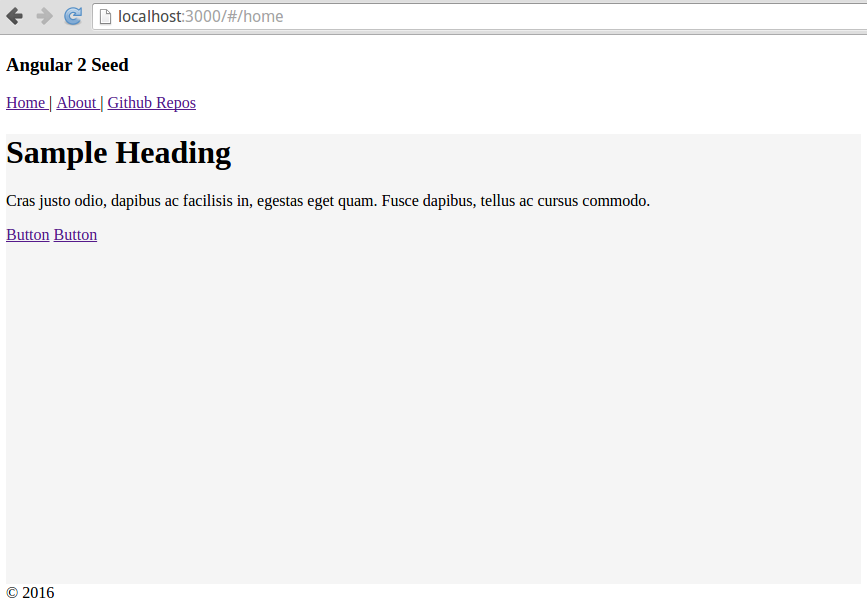 localhost:3000/#/home
Angular 2 Seed
Home | About | Github Repos
Sample Heading
Cras justo odio, dapibus ac facilisis in, egestas eget quam. Fusce dapibus, tellus ac cursus commodo.
Button Button
© 2016